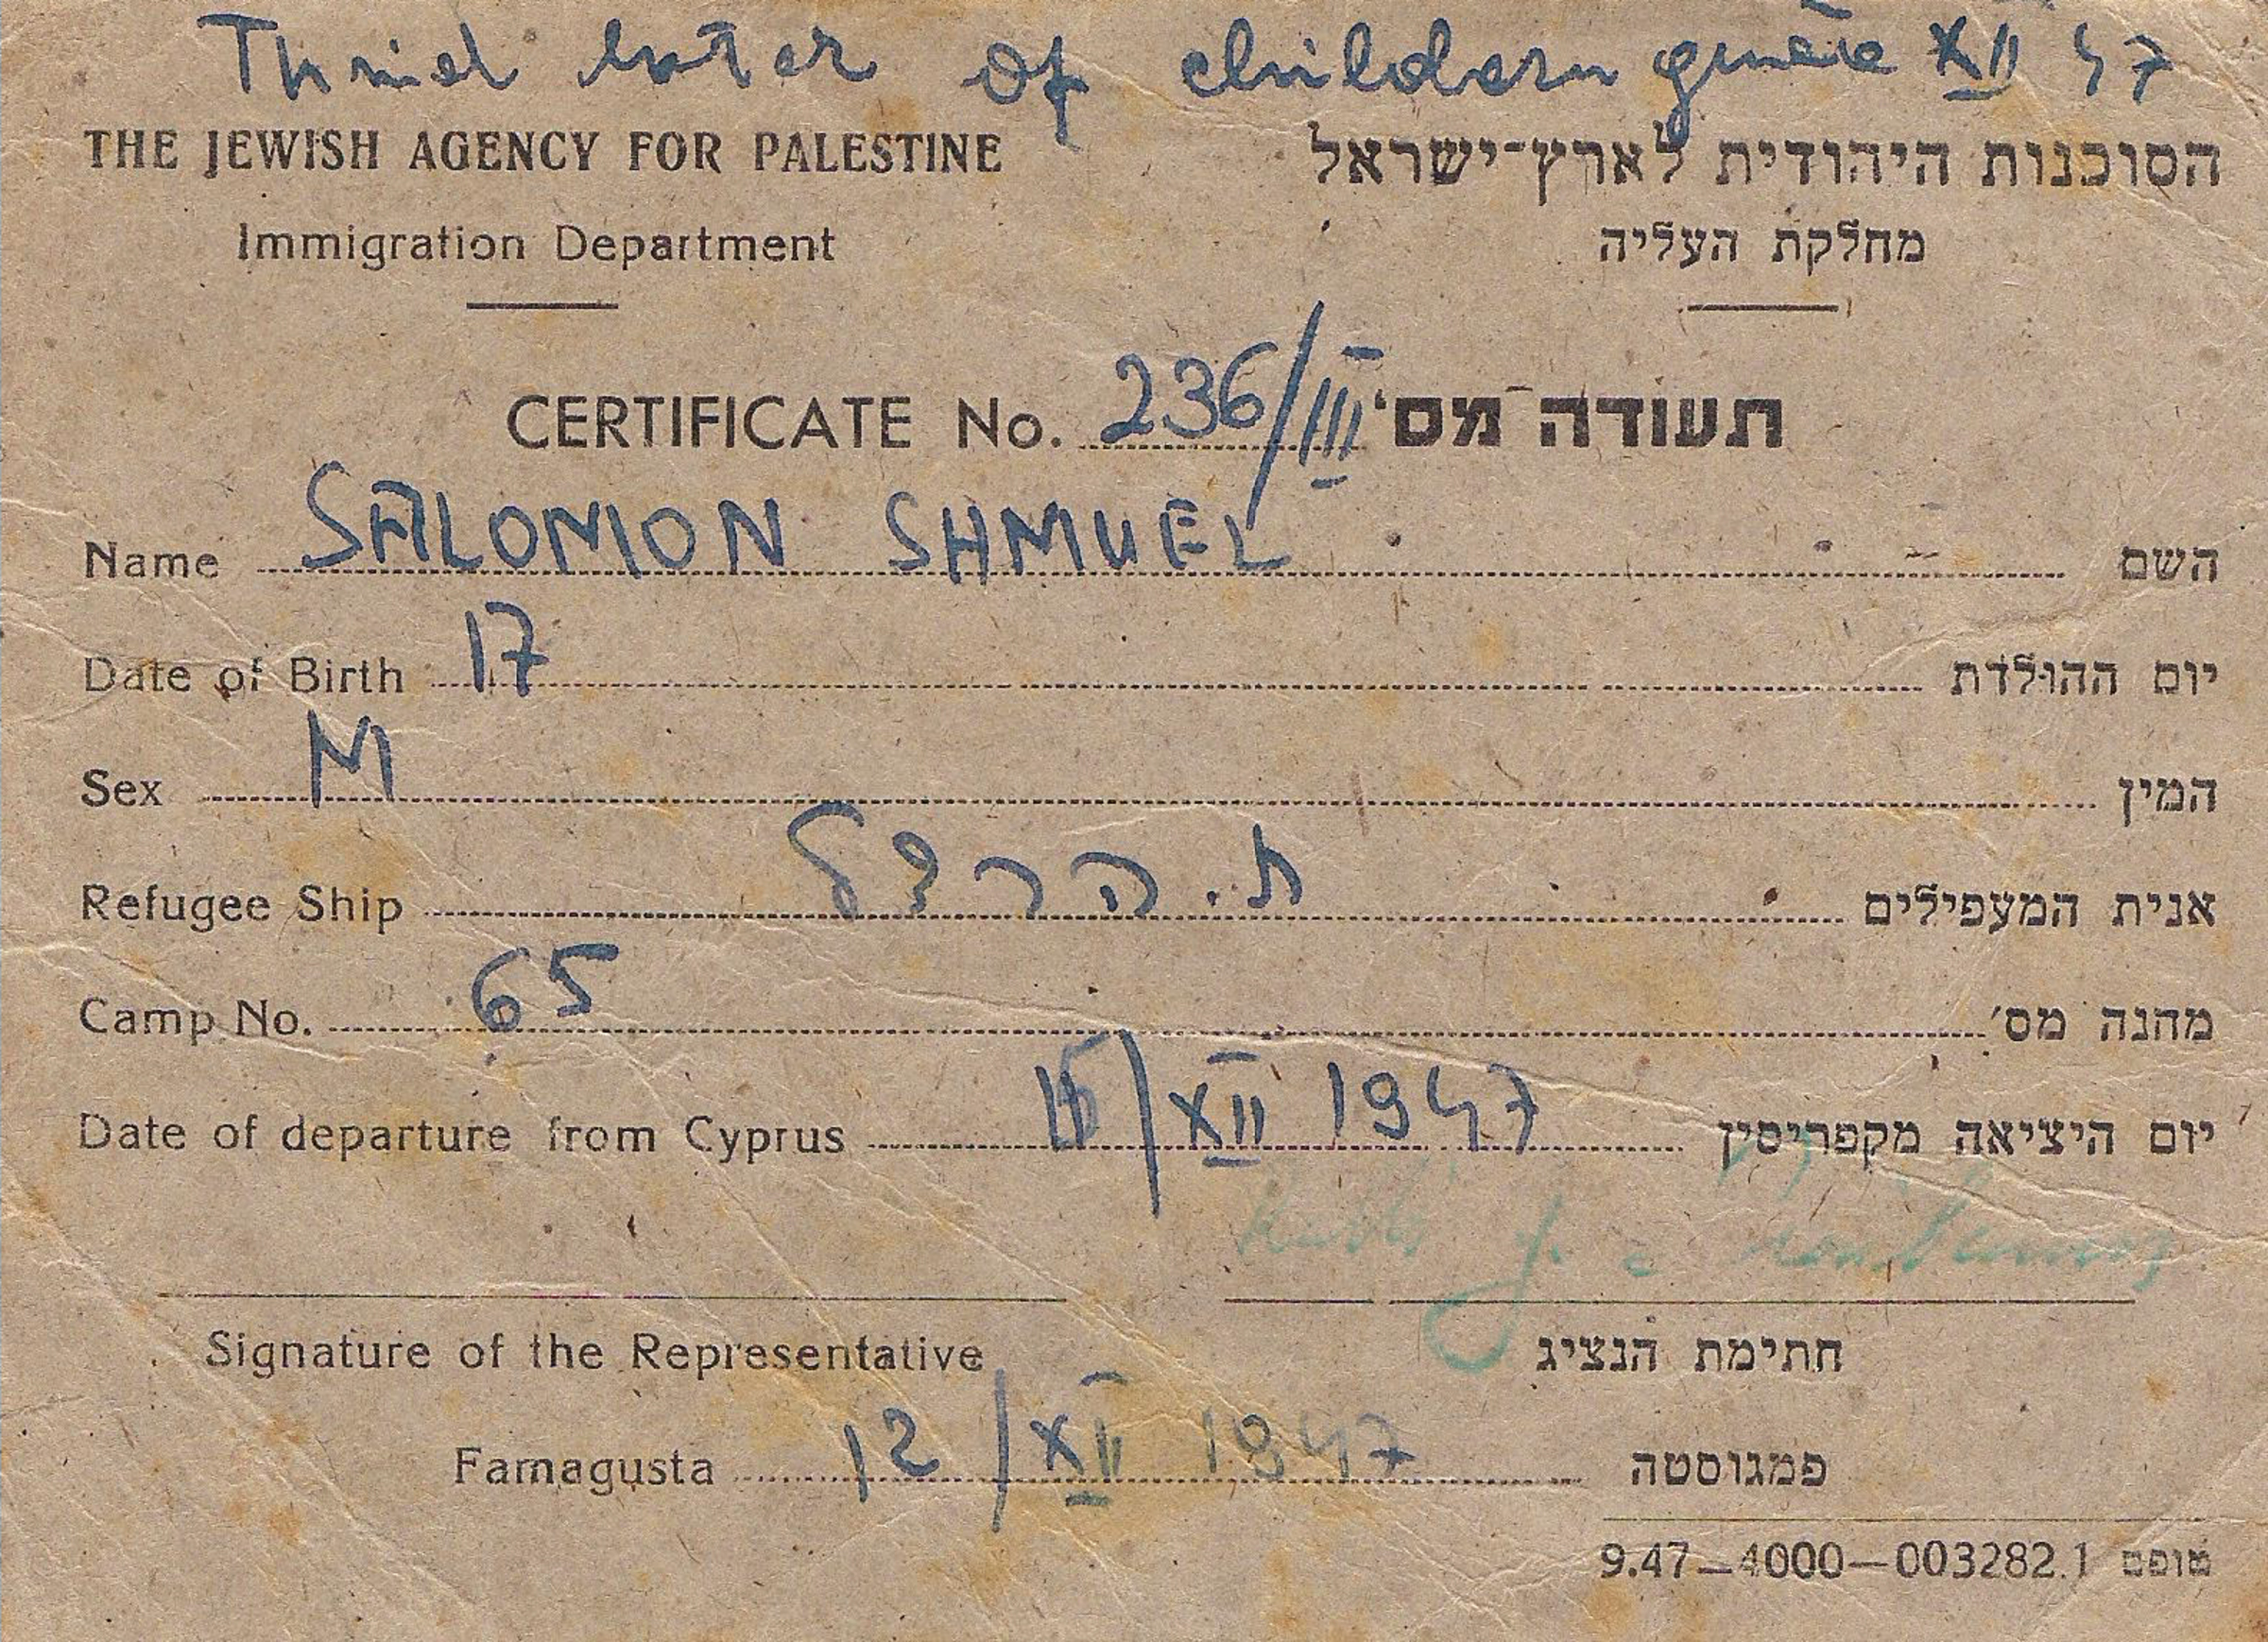 Third of children XII 47
THE JEWISH AGENCY FOR PALESTINE הסוכנות היהודית לארץ־ישראל
Immigration Department מחלקת העליה
CERTIFICATE No. 236/III תעודה מס'
Name SALOMON SHMUEL השם
Date of Birth 17 יום ההולדת
Sex M המין
Refugee Ship ת. הרצל אנית המעפילים
Camp No. 65 מחנה מס'
Date of departure from Cyprus /XII 1947 יום היציאה מקפריסין
Signature of the Representative חתימת הנציג
Famagusta 12/XII 1947 פמגוסטה
9.47—4000—003282.1 טופס